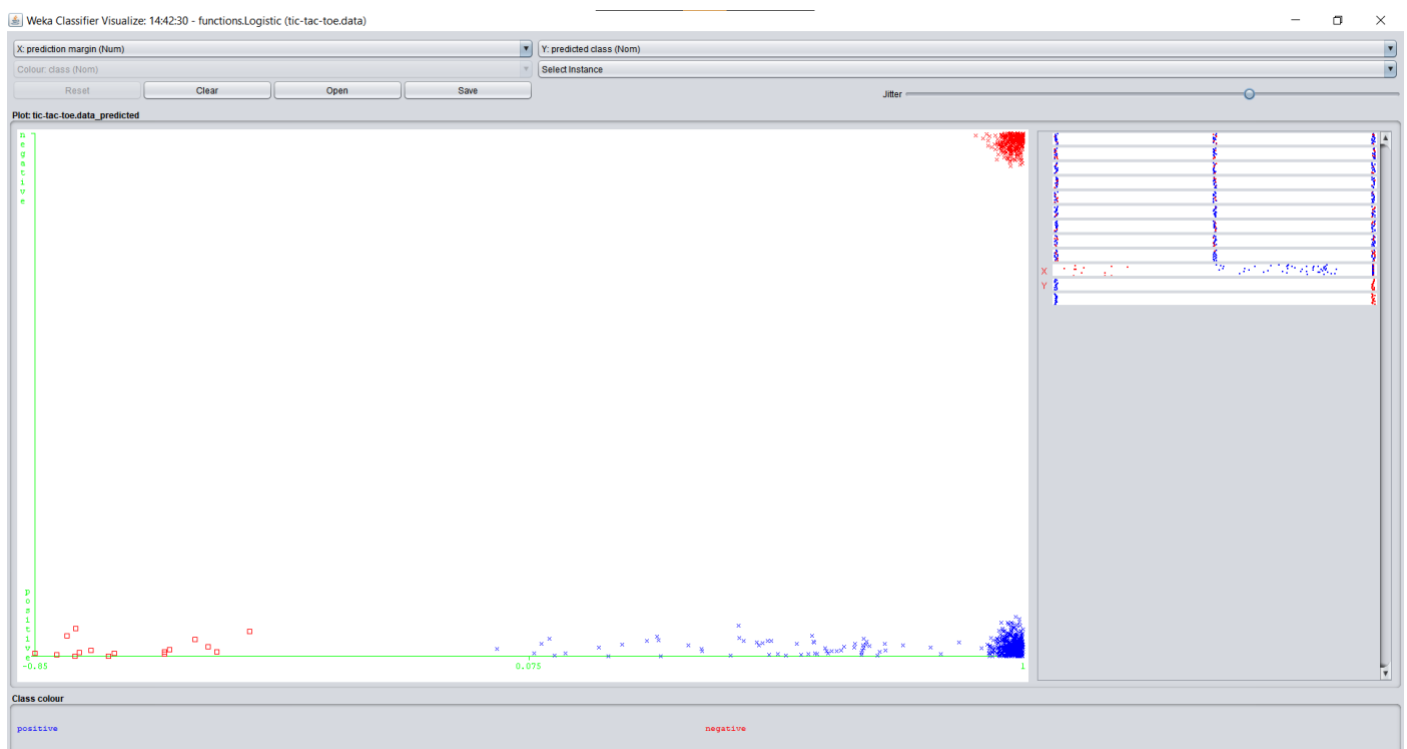 Weka Classifier Visualize: 14:42:30 - functions.Logistic (tic-tac-toe.data)
X: prediction margin (Num)
Y: predicted class (Nom)
Colour: class (Nom)
Select Instance
Reset
Clear
Open
Save
Jitter
Plot: tic-tac-toe.data_predicted
negative
positive
-0.05
0.075
1
X
Y
Class colour
positive
negative